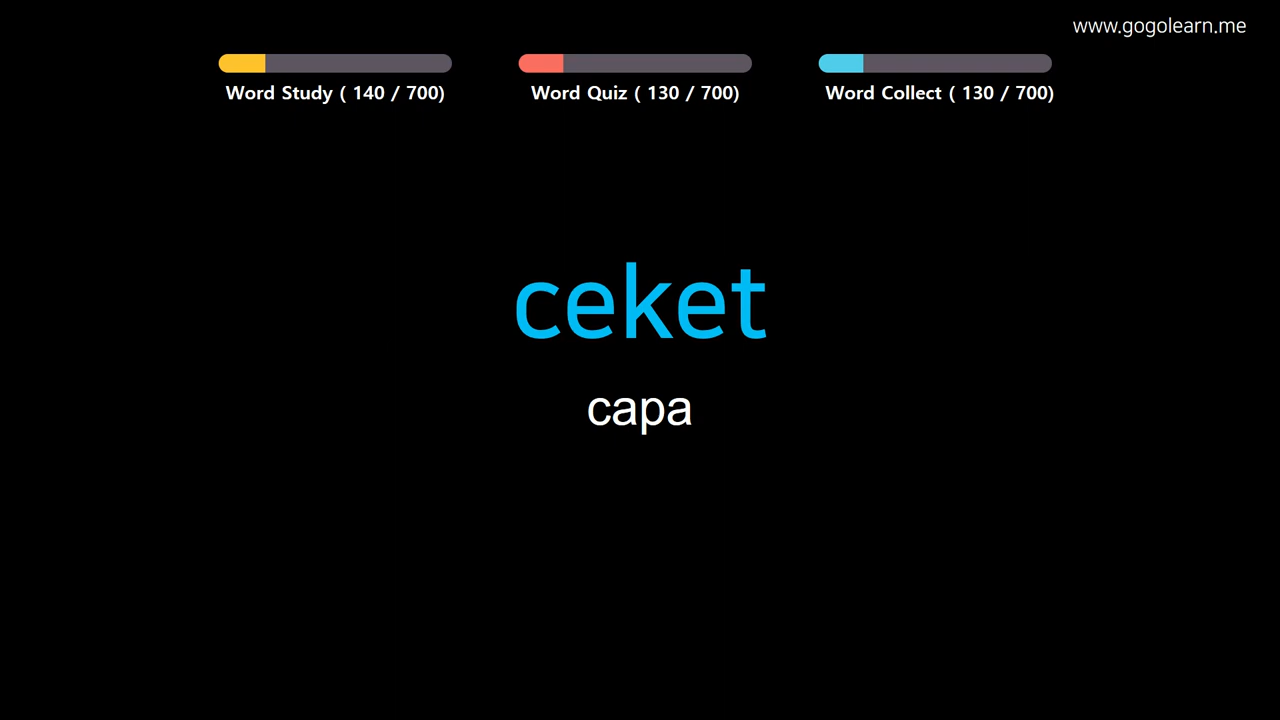 www.gogolearn.me
Word Study ( 140 / 700)
Word Quiz ( 130 / 700)
Word Collect ( 130 / 700)
ceket
capa